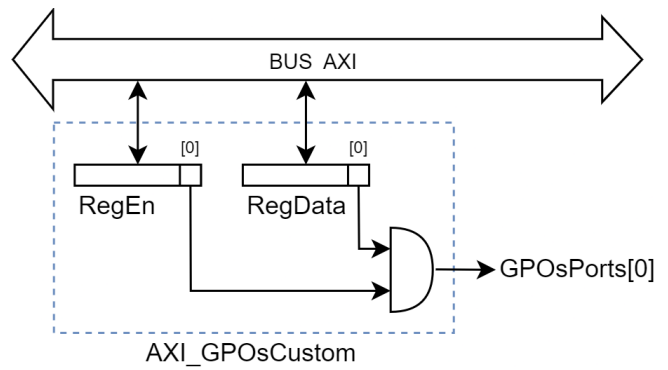 BUS AXI
[0]
[0]
RegEn
RegData
GPOsPorts[0]
AXI_GPOsCustom